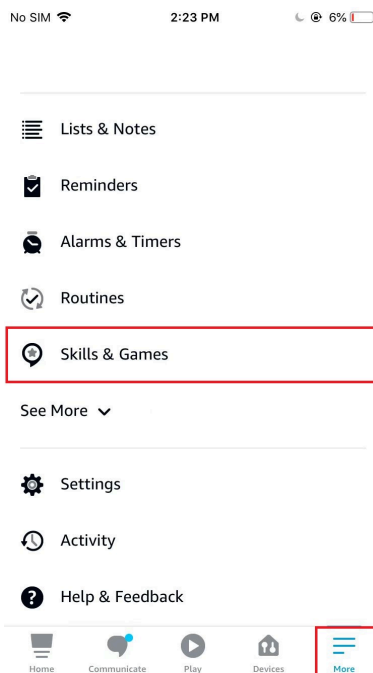 No SIM 2:23 PM 6%
Lists & Notes
Reminders
Alarms & Timers
Routines
Skills & Games
See More
Settings
Activity
Help & Feedback
Home Communicate Play Devices More